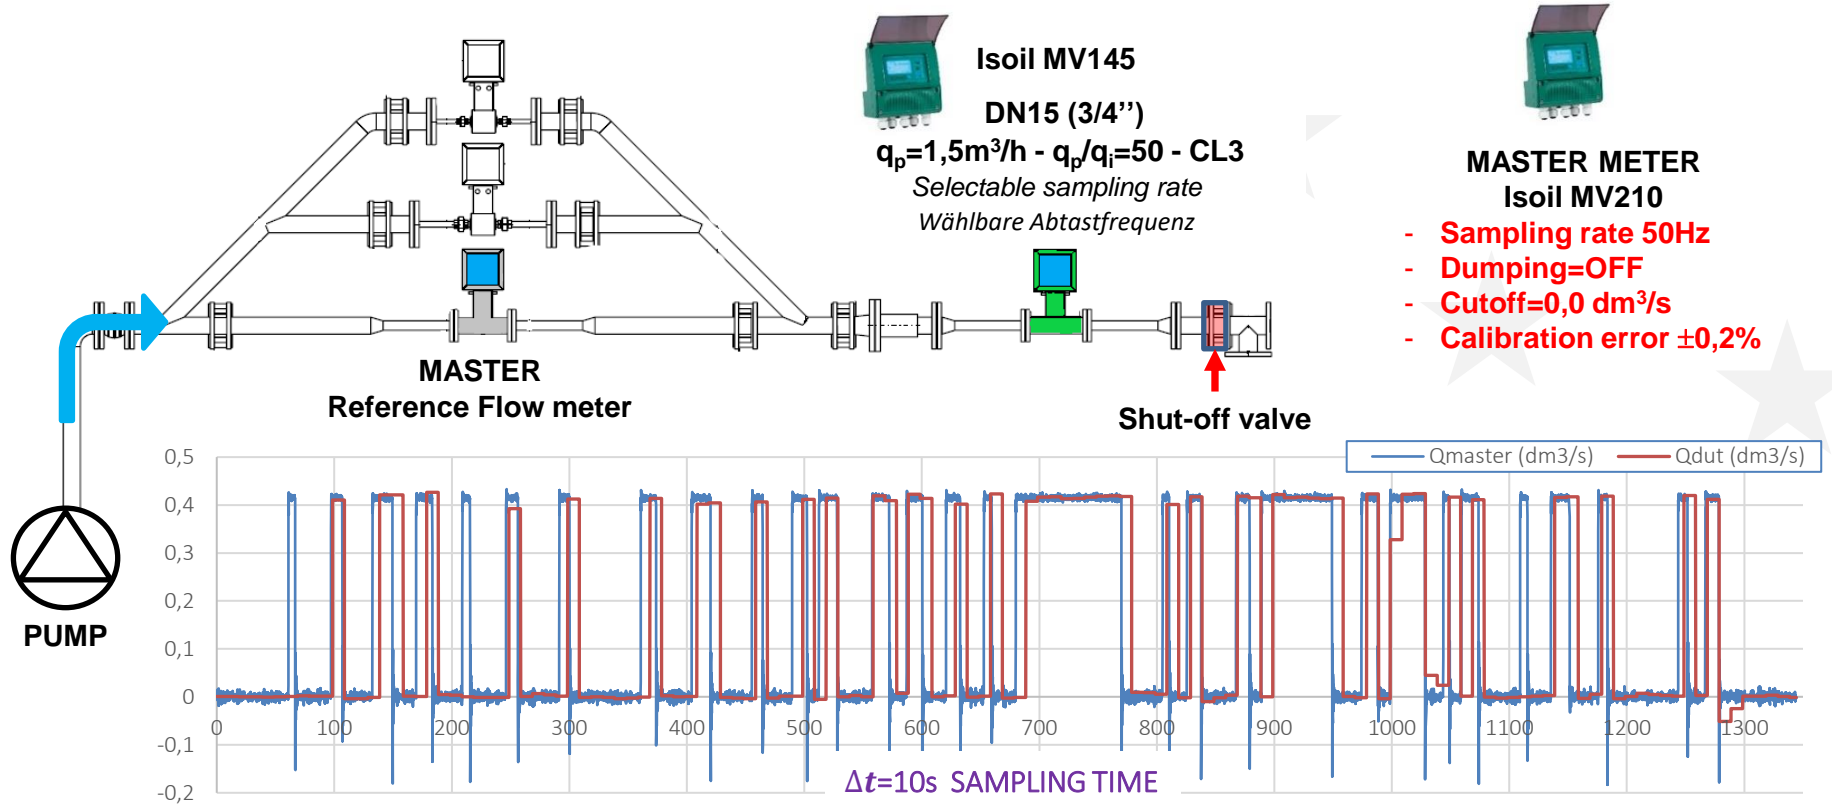 Isoil MV145
DN15 (3/4’’)
qₚ=1,5m³/h - qₚ/qᵢ=50 - CL3
Selectable sampling rate
Wählbare Abtastfrequenz
MASTER METER
Isoil MV210
- Sampling rate 50Hz
- Dumping=OFF
- Cutoff=0,0 dm³/s
- Calibration error ±0,2%
MASTER
Reference Flow meter
Shut-off valve
PUMP
Qmaster (dm3/s) Qdut (dm3/s)
0,5
0,4
0,3
0,2
0,1
0
-0,1
-0,2
0 100 200 300 400 500 600 700 800 900 1000 1100 1200 1300
Δt=10s SAMPLING TIME